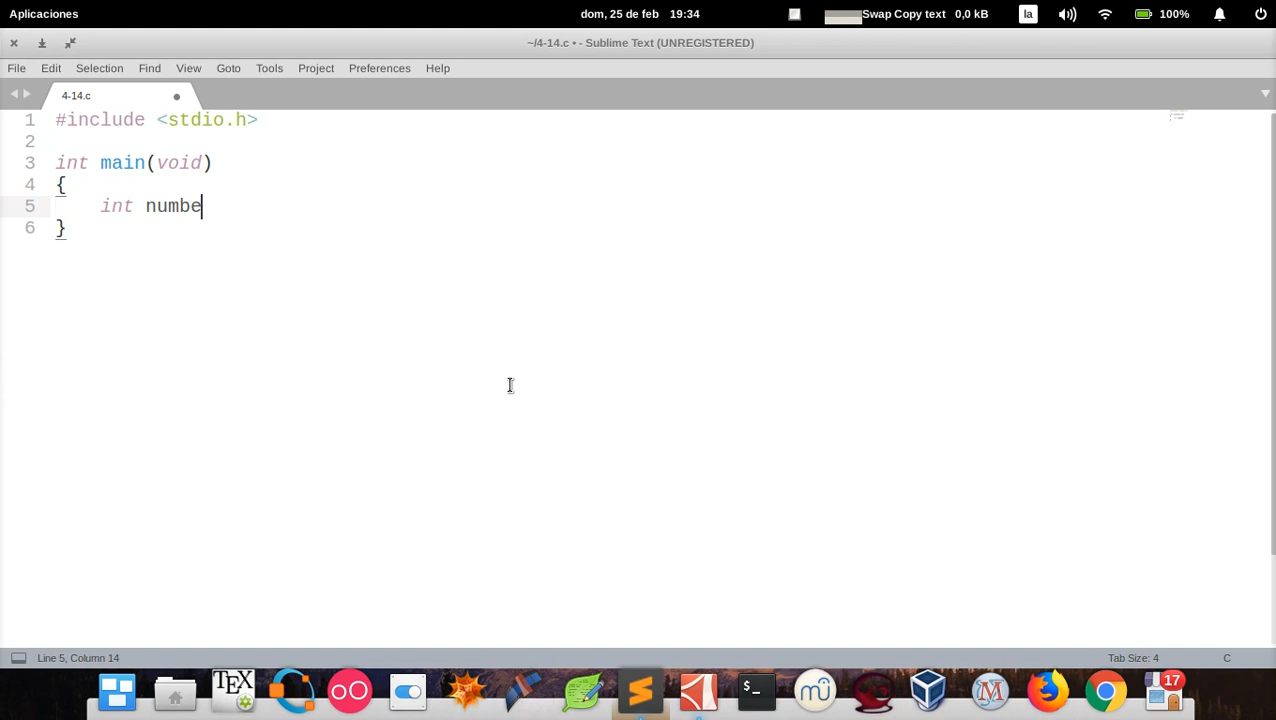 Aplicaciones dom, 25 de feb 19:34 Swap Copy text 0,0 kB la 100%
~/4-14.c • - Sublime Text (UNREGISTERED)
File Edit Selection Find View Goto Tools Project Preferences Help
4-14.c
1 #include <stdio.h>
2
3 int main(void)
4 {
5 int numbe
6 }
Line 5, Column 14 Tab Size: 4 C
TEX >_ mū M 17